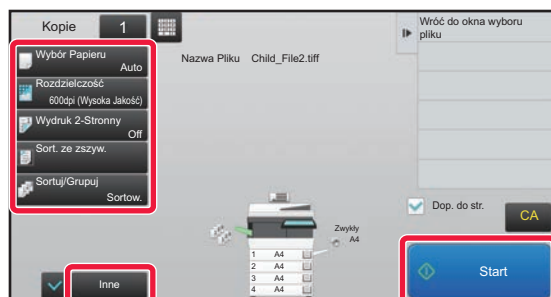 Kopie 1
Wróć do okna wyboru
pliku
Nazwa Pliku Child_File2.tiff
Wybór Papieru
Auto
Rozdzielczość
600dpi (Wysoka Jakość)
Wydruk 2-Stronny
Off
Sort. ze zszyw.
Sortuj/Grupuj
Sortow.
Dop. do str.
CA
Zwykły
A4
1 A4
2 A4
3 A4
4 A4
Inne
Start